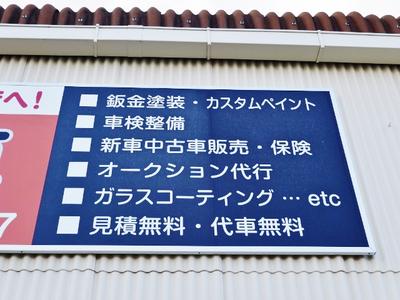 へ!
■ 鈑金塗装・カスタムペイント
■ 車検整備
■ 新車中古車販売・保険
■ オークション代行
■ ガラスコーティング … etc
■ 見積無料・代車無料
7